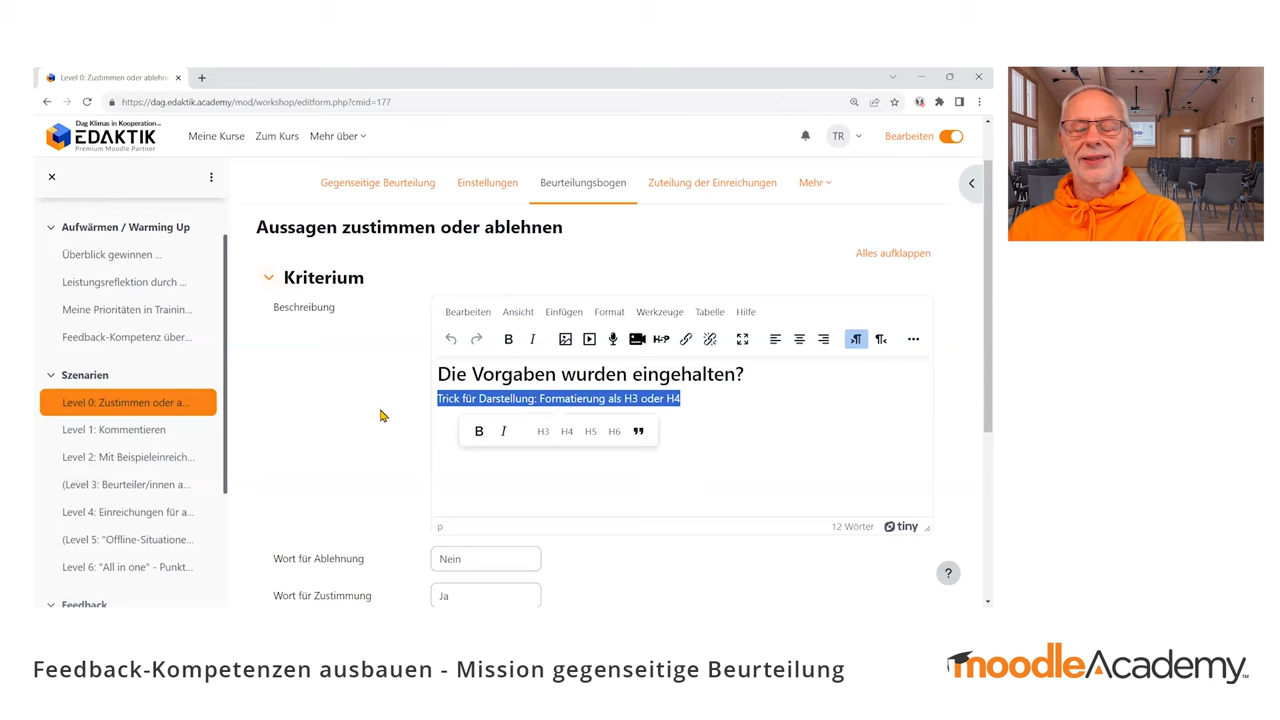 Level 0: Zustimmen oder ablehn
https://dag.edaktik.academy/mod/workshop/editform.php?cmid=177
Dag Klimas in Kooperation
EDAKTIK
Premium Moodle Partner
Meine Kurse
Zum Kurs
Mehr über
TR
Bearbeiten
Gegenseitige Beurteilung
Einstellungen
Beurteilungsbogen
Zuteilung der Einreichungen
Mehr
Aufwärmen / Warming Up
Überblick gewinnen ...
Leistungsreflektion durch ...
Meine Prioritäten in Trainin...
Feedback-Kompetenz über...
Szenarien
Level 0: Zustimmen oder a...
Level 1: Kommentieren
Level 2: Mit Beispieleinreich...
(Level 3: Beurteiler/innen a...
Level 4: Einreichungen für a...
(Level 5: "Offline-Situatione...
Level 6: "All in one" - Punkt...
Feedback
Aussagen zustimmen oder ablehnen
Alles aufklappen
Kriterium
Beschreibung
Bearbeiten Ansicht Einfügen Format Werkzeuge Tabelle Hilfe
B I H-P
Die Vorgaben wurden eingehalten?
Trick für Darstellung: Formatierung als H3 oder H4
B I H3 H4 H5 H6
p
12 Wörter
tiny
Wort für Ablehnung
Nein
Wort für Zustimmung
Ja
?
Feedback-Kompetenzen ausbauen - Mission gegenseitige Beurteilung
moodleAcademy™